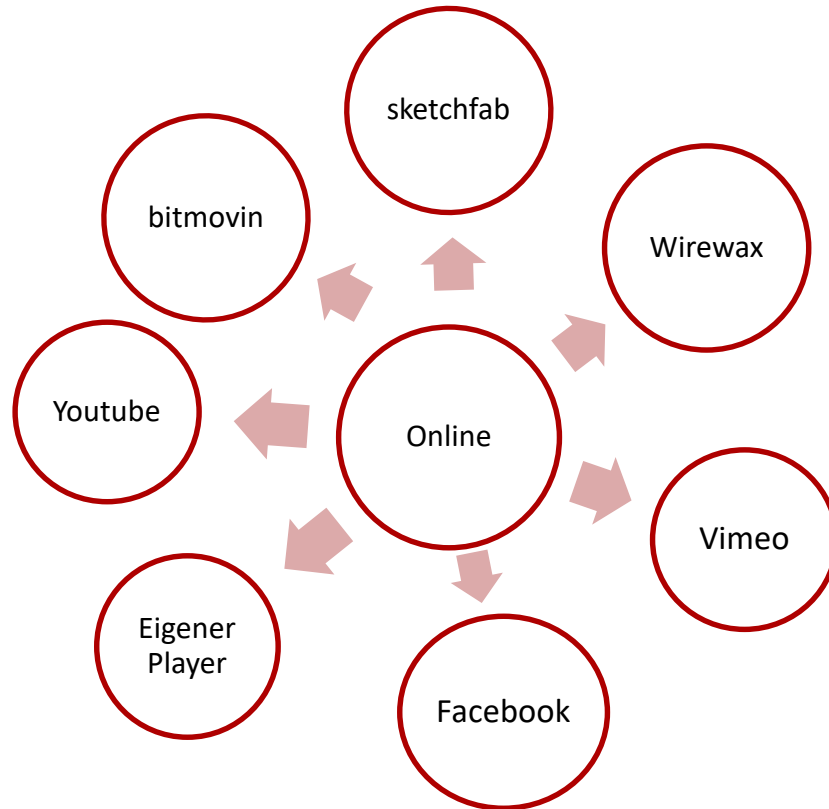 sketchfab
bitmovin
Wirewax
Youtube
Online
Vimeo
Eigener
Player
Facebook